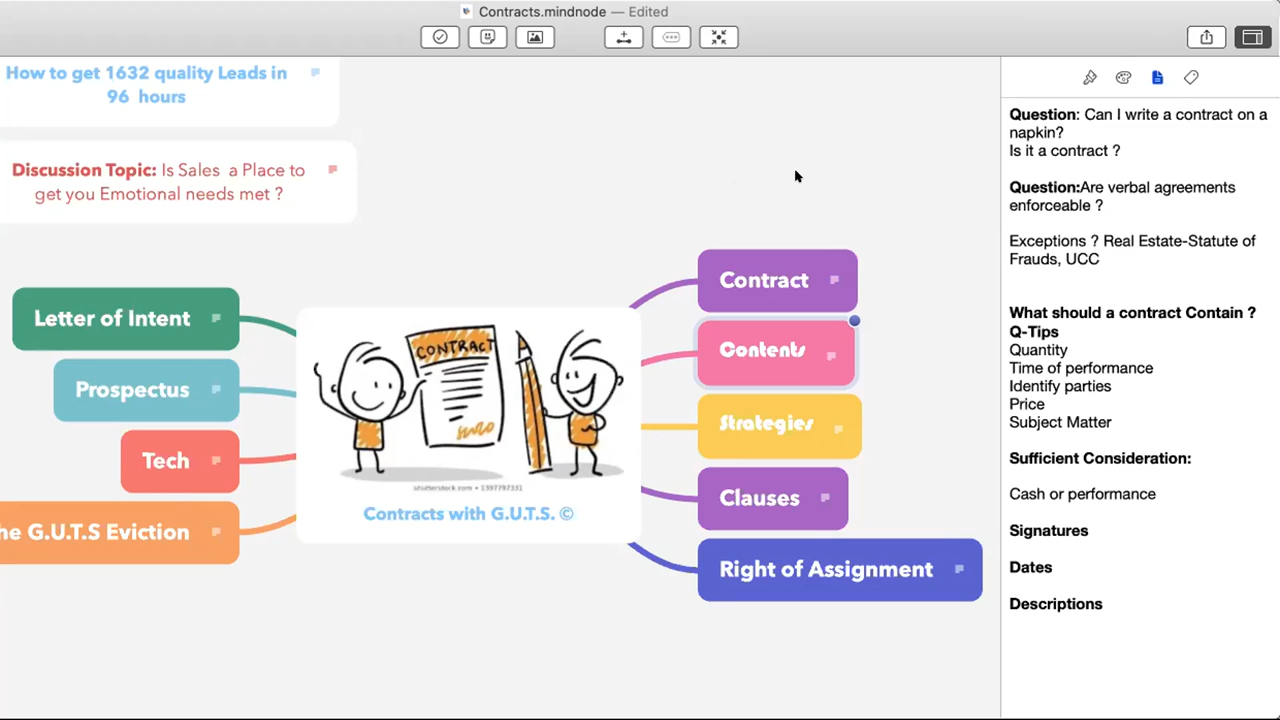 Contracts.mindnode — Edited
How to get 1632 quality Leads in
96 hours
Discussion Topic: Is Sales a Place to
get you Emotional needs met ?
Letter of Intent
Prospectus
Tech
he G.U.T.S Eviction
CONTRACT
shutterstock.com • 1397797331
Contracts with G.U.T.S. ©
Contract
Contents
Strategies
Clauses
Right of Assignment
Question: Can I write a contract on a
napkin?
Is it a contract ?
Question:Are verbal agreements
enforceable ?
Exceptions ? Real Estate-Statute of
Frauds, UCC
What should a contract Contain ?
Q-Tips
Quantity
Time of performance
Identify parties
Price
Subject Matter
Sufficient Consideration:
Cash or performance
Signatures
Dates
Descriptions